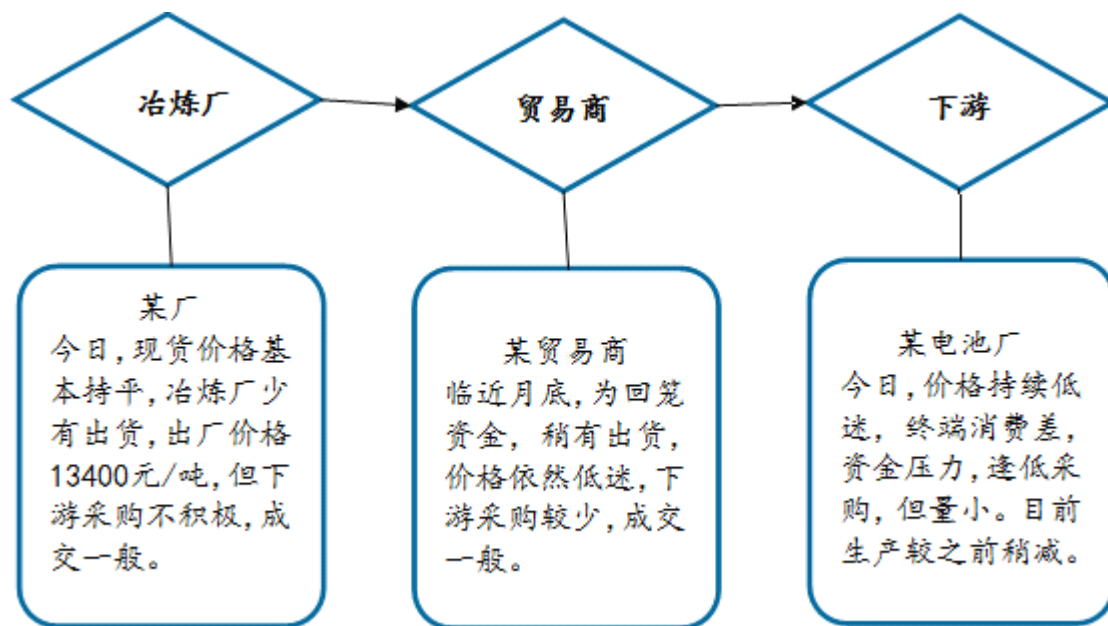 冶炼厂
贸易商
下游
某厂
今日,现货价格基
本持平,冶炼厂少
有出货,出厂价格
13400元/吨,但下
游采购不积极,成
交一般。
某贸易商
临近月底,为回笼
资金,稍有出货,
价格依然低迷,下
游采购较少,成交
一般。
某电池厂
今日,价格持续低
迷,终端消费差,
资金压力,逢低采
购,但量小。目前
生产较之前稍减。